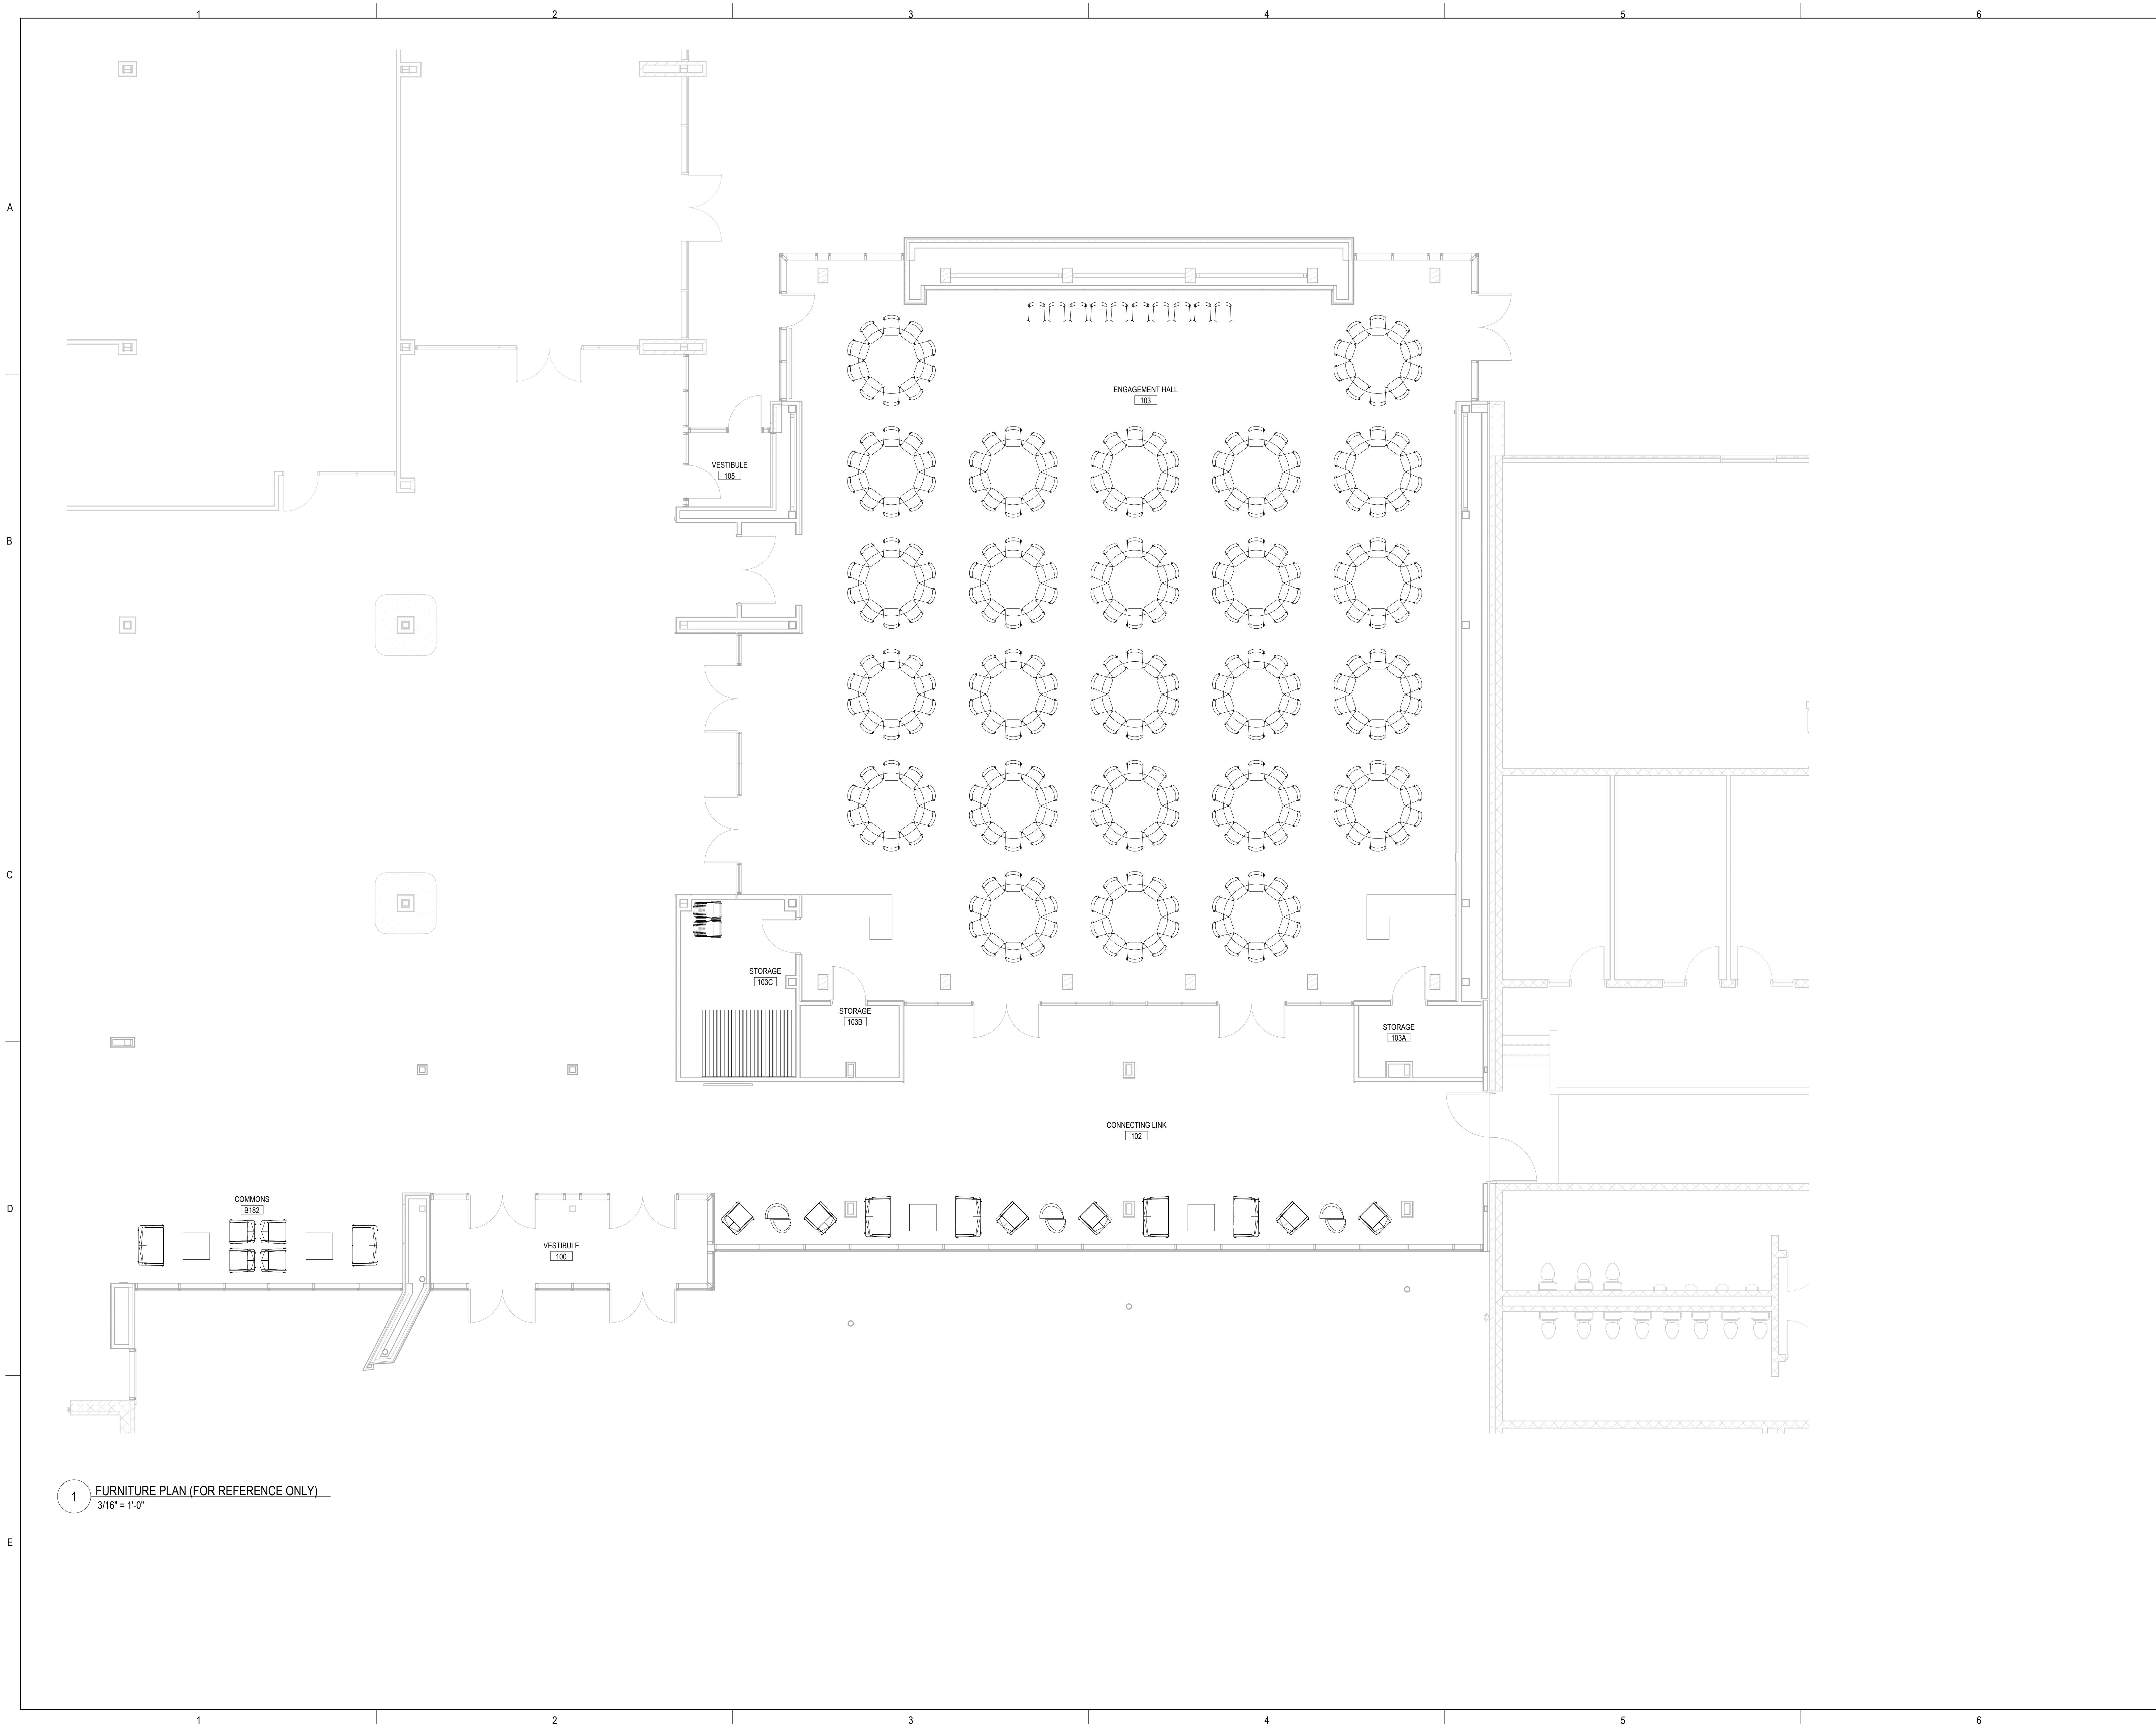 1 2 3 4 5 6
A
ENGAGEMENT HALL
103
VESTIBULE
105
B
C
STORAGE
103C
STORAGE
103B
STORAGE
103A
CONNECTING LINK
102
D
COMMONS
B182
VESTIBULE
100
1 FURNITURE PLAN (FOR REFERENCE ONLY)
3/16" = 1'-0"
E
1 2 3 4 5 6